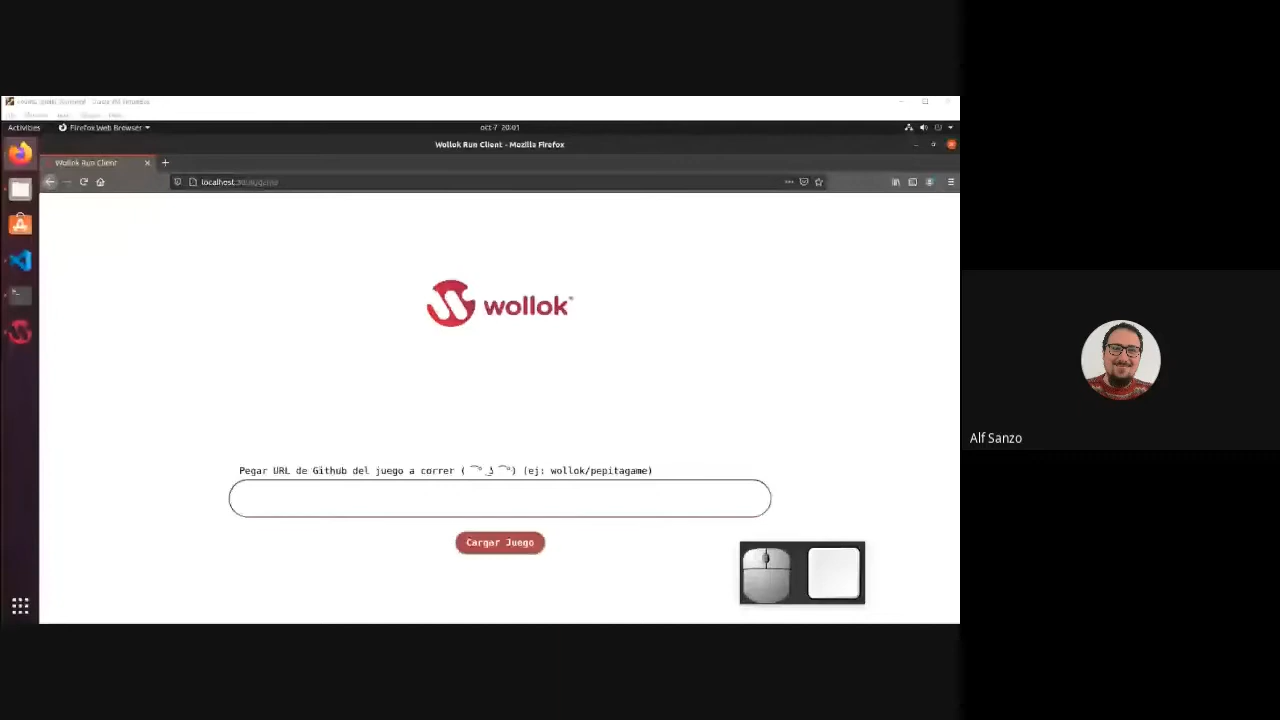 Activities
Firefox Web Browser
oct 7 20:01
Wollok Run Client - Mozilla Firefox
Wollok Run Client
localhost:
wollok
Pegar URL de Github del juego a correr ( ͡° ͜ʖ ͡°) (ej: wollok/pepitagame)
Cargar Juego
Alf Sanzo